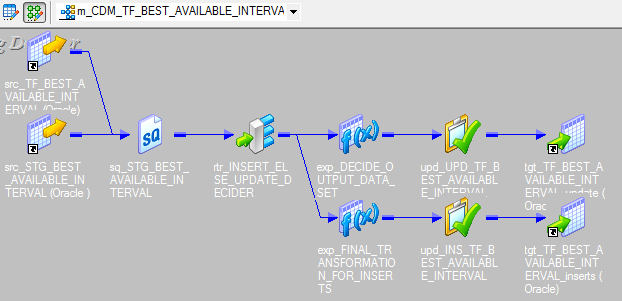 m_CDM_TF_BEST_AVAILABLE_INTERVA
src_TF_BEST_A
VAILABLE_INT
ERVAL (Oracle)
src_STG_BEST
_AVAILABLE_IN
TERVAL (Oracle )
sq_STG_BEST_
AVAILABLE_IN
TERVAL
rtr_INSERT_EL
SE_UPDATE_D
ECIDER
exp_DECIDE_O
UTPUT_DATA_
SET
upd_UPD_TF_B
EST_AVAILABL
E_INTERVAL
tgt_TF_BEST_A
VAILABLE_INT
ERVAL_update (
Orac
exp_FINAL_TR
ANSFORMATIO
N_FOR_INSER
TS
upd_INS_TF_B
EST_AVAILABL
E_INTERVAL
tgt_TF_BEST_A
VAILABLE_INT
ERVAL_inserts (
Oracle)